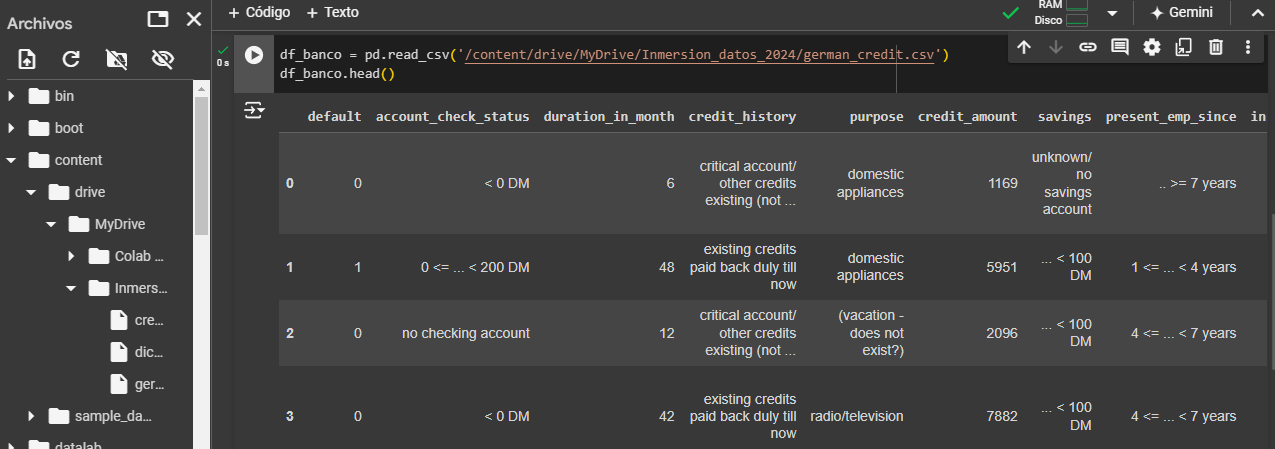 Archivos
bin
boot
content
drive
MyDrive
Colab ...
Inmers...
cre...
dic...
ger...
sample_da...
datalab
+ Código + Texto
RAM
Disco
Gemini
0 s
df_banco = pd.read_csv('/content/drive/MyDrive/Inmersion_datos_2024/german_credit.csv')
df_banco.head()
default account_check_status duration_in_month credit_history purpose credit_amount savings present_emp_since in
0 0 < 0 DM 6 critical account/ other credits existing (not ... domestic appliances 1169 unknown/ no savings account .. >= 7 years
1 1 0 <= ... < 200 DM 48 existing credits paid back duly till now domestic appliances 5951 ... < 100 DM 1 <= ... < 4 years
2 0 no checking account 12 critical account/ other credits existing (not ... (vacation - does not exist?) 2096 ... < 100 DM 4 <= ... < 7 years
3 0 < 0 DM 42 existing credits paid back duly till now radio/television 7882 ... < 100 DM 4 <= ... < 7 years